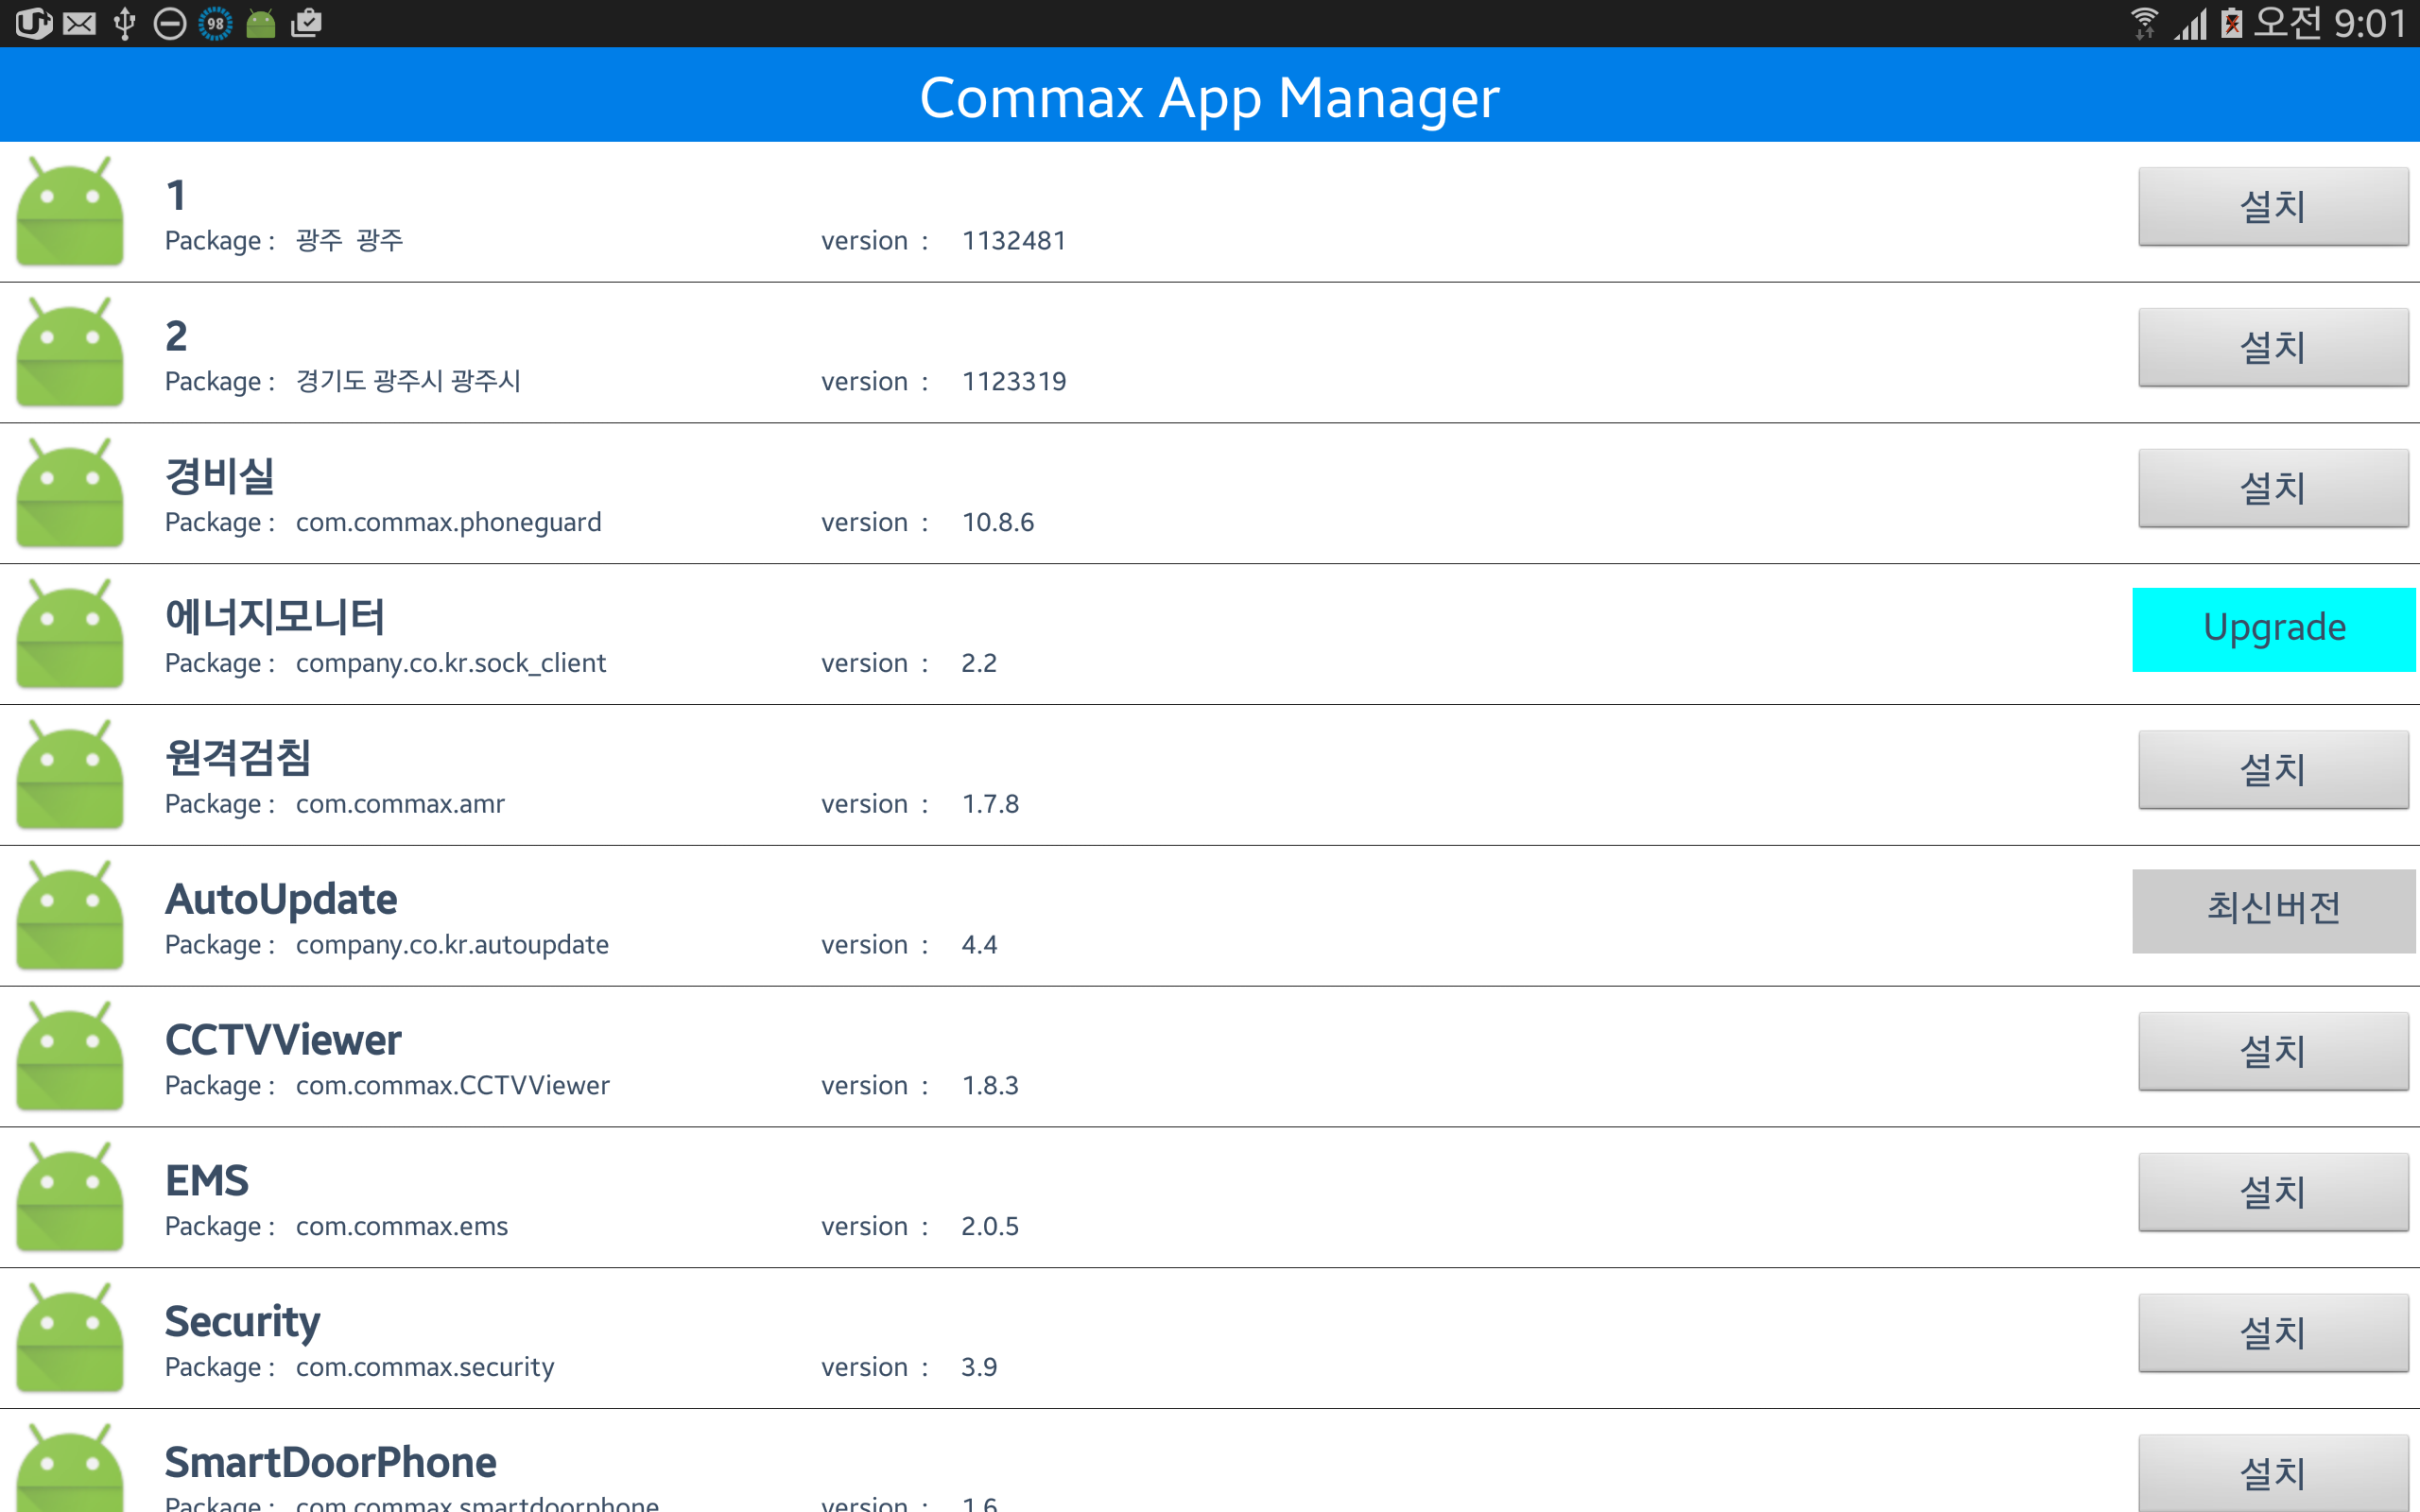 98 오전 9:01
Commax App Manager
1
Package : 광주 광주 version : 1132481 설치
2
Package : 경기도 광주시 광주시 version : 1123319 설치
경비실
Package : com.commax.phoneguard version : 10.8.6 설치
에너지모니터
Package : company.co.kr.sock_client version : 2.2 Upgrade
원격검침
Package : com.commax.amr version : 1.7.8 설치
AutoUpdate
Package : company.co.kr.autoupdate version : 4.4 최신버전
CCTVViewer
Package : com.commax.CCTVViewer version : 1.8.3 설치
EMS
Package : com.commax.ems version : 2.0.5 설치
Security
Package : com.commax.security version : 3.9 설치
SmartDoorPhone
Package : com.commax.smartdoorphone version : 1.6 설치